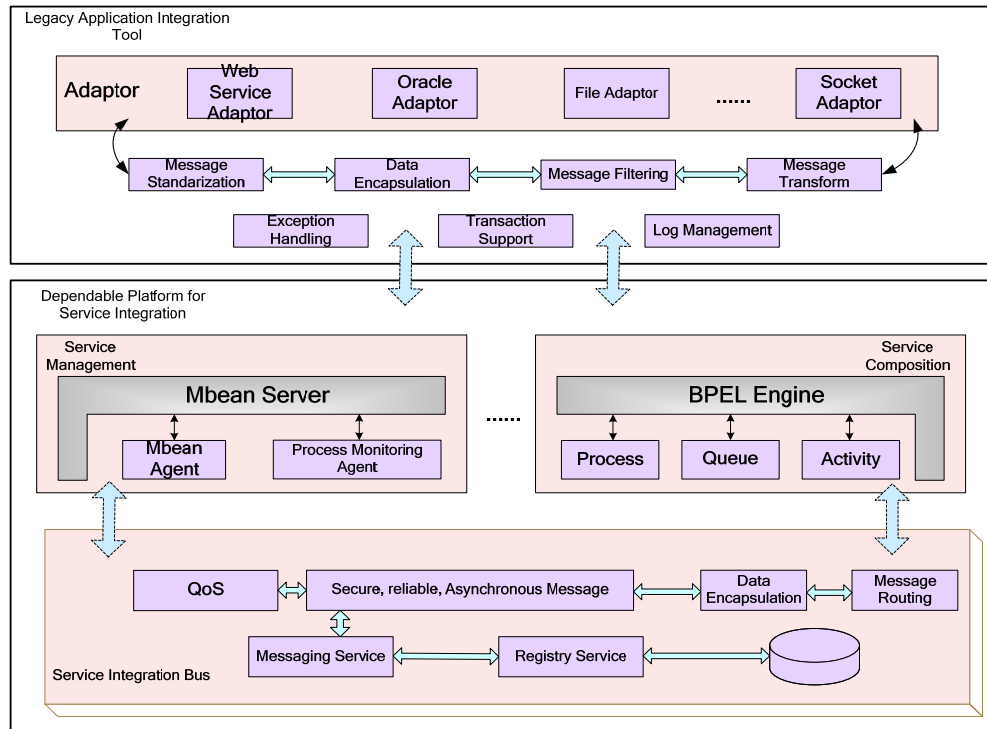 Legacy Application Integration
Tool
Adaptor
Web
Service
Adaptor
Oracle
Adaptor
File Adaptor
......
Socket
Adaptor
Message
Standarization
Data
Encapsulation
Message Filtering
Message
Transform
Exception
Handling
Transaction
Support
Log Management
Dependable Platform for
Service Integration
Service
Management
Mbean Server
Mbean
Agent
Process Monitoring
Agent
......
Service
Composition
BPEL Engine
Process
Queue
Activity
QoS
Secure, reliable, Asynchronous Message
Data
Encapsulation
Message
Routing
Messaging Service
Registry Service
Service Integration Bus